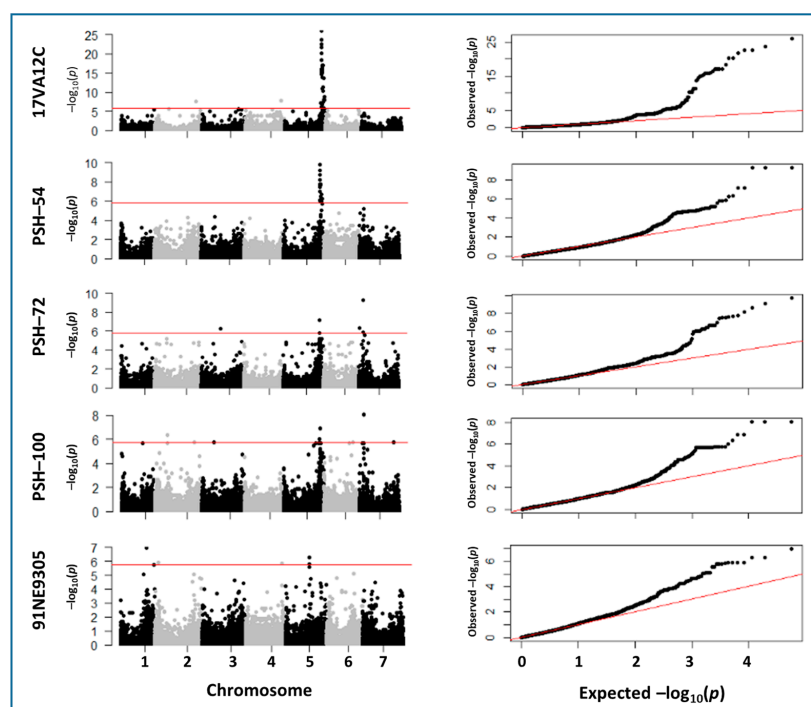 17VA12C
−log₁₀(p)
25
20
15
10
5
0
Observed −log₁₀(p)
25
15
5
0
PSH−54
−log₁₀(p)
10
8
6
4
2
0
Observed −log₁₀(p)
8
6
4
2
0
PSH−72
−log₁₀(p)
10
8
6
4
2
0
Observed −log₁₀(p)
8
6
4
2
0
PSH−100
−log₁₀(p)
8
6
4
2
0
Observed −log₁₀(p)
8
6
4
2
0
91NE9305
−log₁₀(p)
7
6
5
4
3
2
1
0
Observed −log₁₀(p)
6
4
2
0
1 2 3 4 5 6 7
0 1 2 3 4
Chromosome
Expected −log₁₀(p)